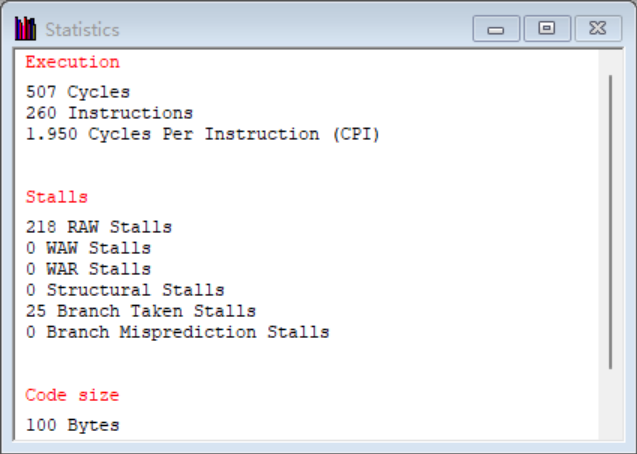 Statistics
Execution
507 Cycles
260 Instructions
1.950 Cycles Per Instruction (CPI)
Stalls
218 RAW Stalls
0 WAW Stalls
0 WAR Stalls
0 Structural Stalls
25 Branch Taken Stalls
0 Branch Misprediction Stalls
Code size
100 Bytes